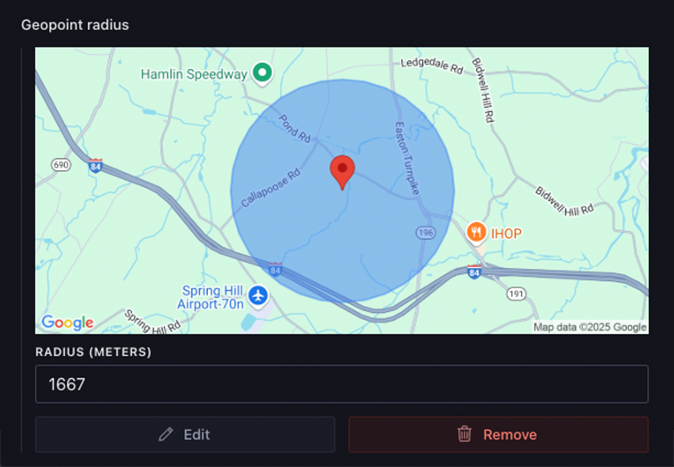 Geopoint radius
Hamlin Speedway
Ledgedale Rd
Bidwell Hill Rd
Pond Rd
Easton Turnpike
690
84
Callapoose Rd
Bidwell Hill Rd
196
IHOP
84
84
Spring Hill
Airport-70n
191
Spring Hill Rd
Google
Map data ©2025 Google
RADIUS (METERS)
1667
Edit
Remove